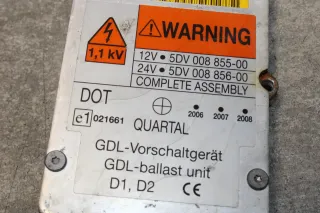 WARNING
1,1 kV
12V • 5DV 008 855-00
24V • 5DV 008 856-00
COMPLETE ASSEMBLY
DOT
2006 2007 2008
e1 021661
QUARTAL
GDL-Vorschaltgerät
GDL-ballast unit
D1, D2 CE